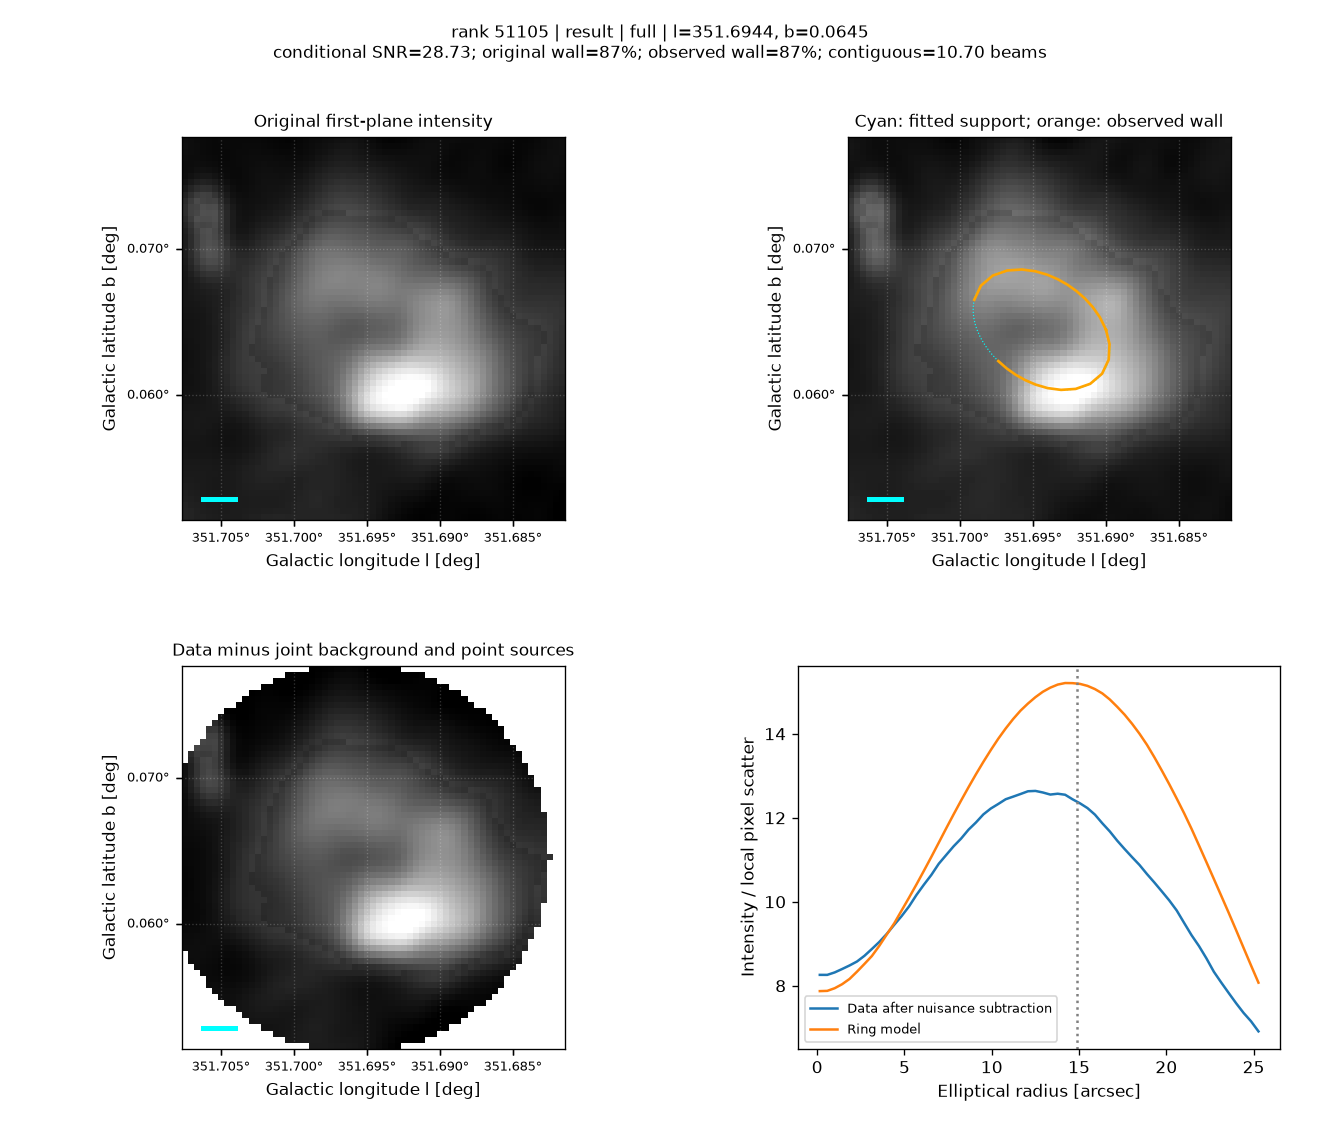 rank 51105 | result | full | l=351.6944, b=0.0645
conditional SNR=28.73; original wall=87%; observed wall=87%; contiguous=10.70 beams
Original first-plane intensity
Galactic latitude b [deg]
0.070°
0.060°
351.705° 351.700° 351.695° 351.690° 351.685°
Galactic longitude l [deg]
Cyan: fitted support; orange: observed wall
Galactic latitude b [deg]
0.070°
0.060°
351.705° 351.700° 351.695° 351.690° 351.685°
Galactic longitude l [deg]
Data minus joint background and point sources
Galactic latitude b [deg]
0.070°
0.060°
351.705° 351.700° 351.695° 351.690° 351.685°
Galactic longitude l [deg]
Intensity / local pixel scatter
14
12
10
8
Data after nuisance subtraction
Ring model
0 5 10 15 20 25
Elliptical radius [arcsec]